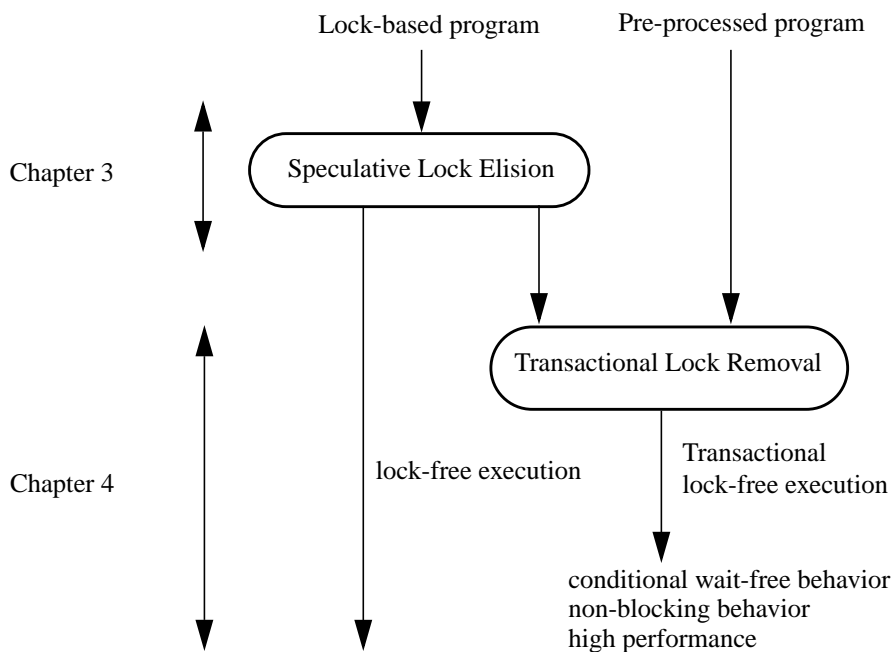 Lock-based program
Pre-processed program
Chapter 3
Speculative Lock Elision
Transactional Lock Removal
Chapter 4
lock-free execution
Transactional
lock-free execution
conditional wait-free behavior
non-blocking behavior
high performance